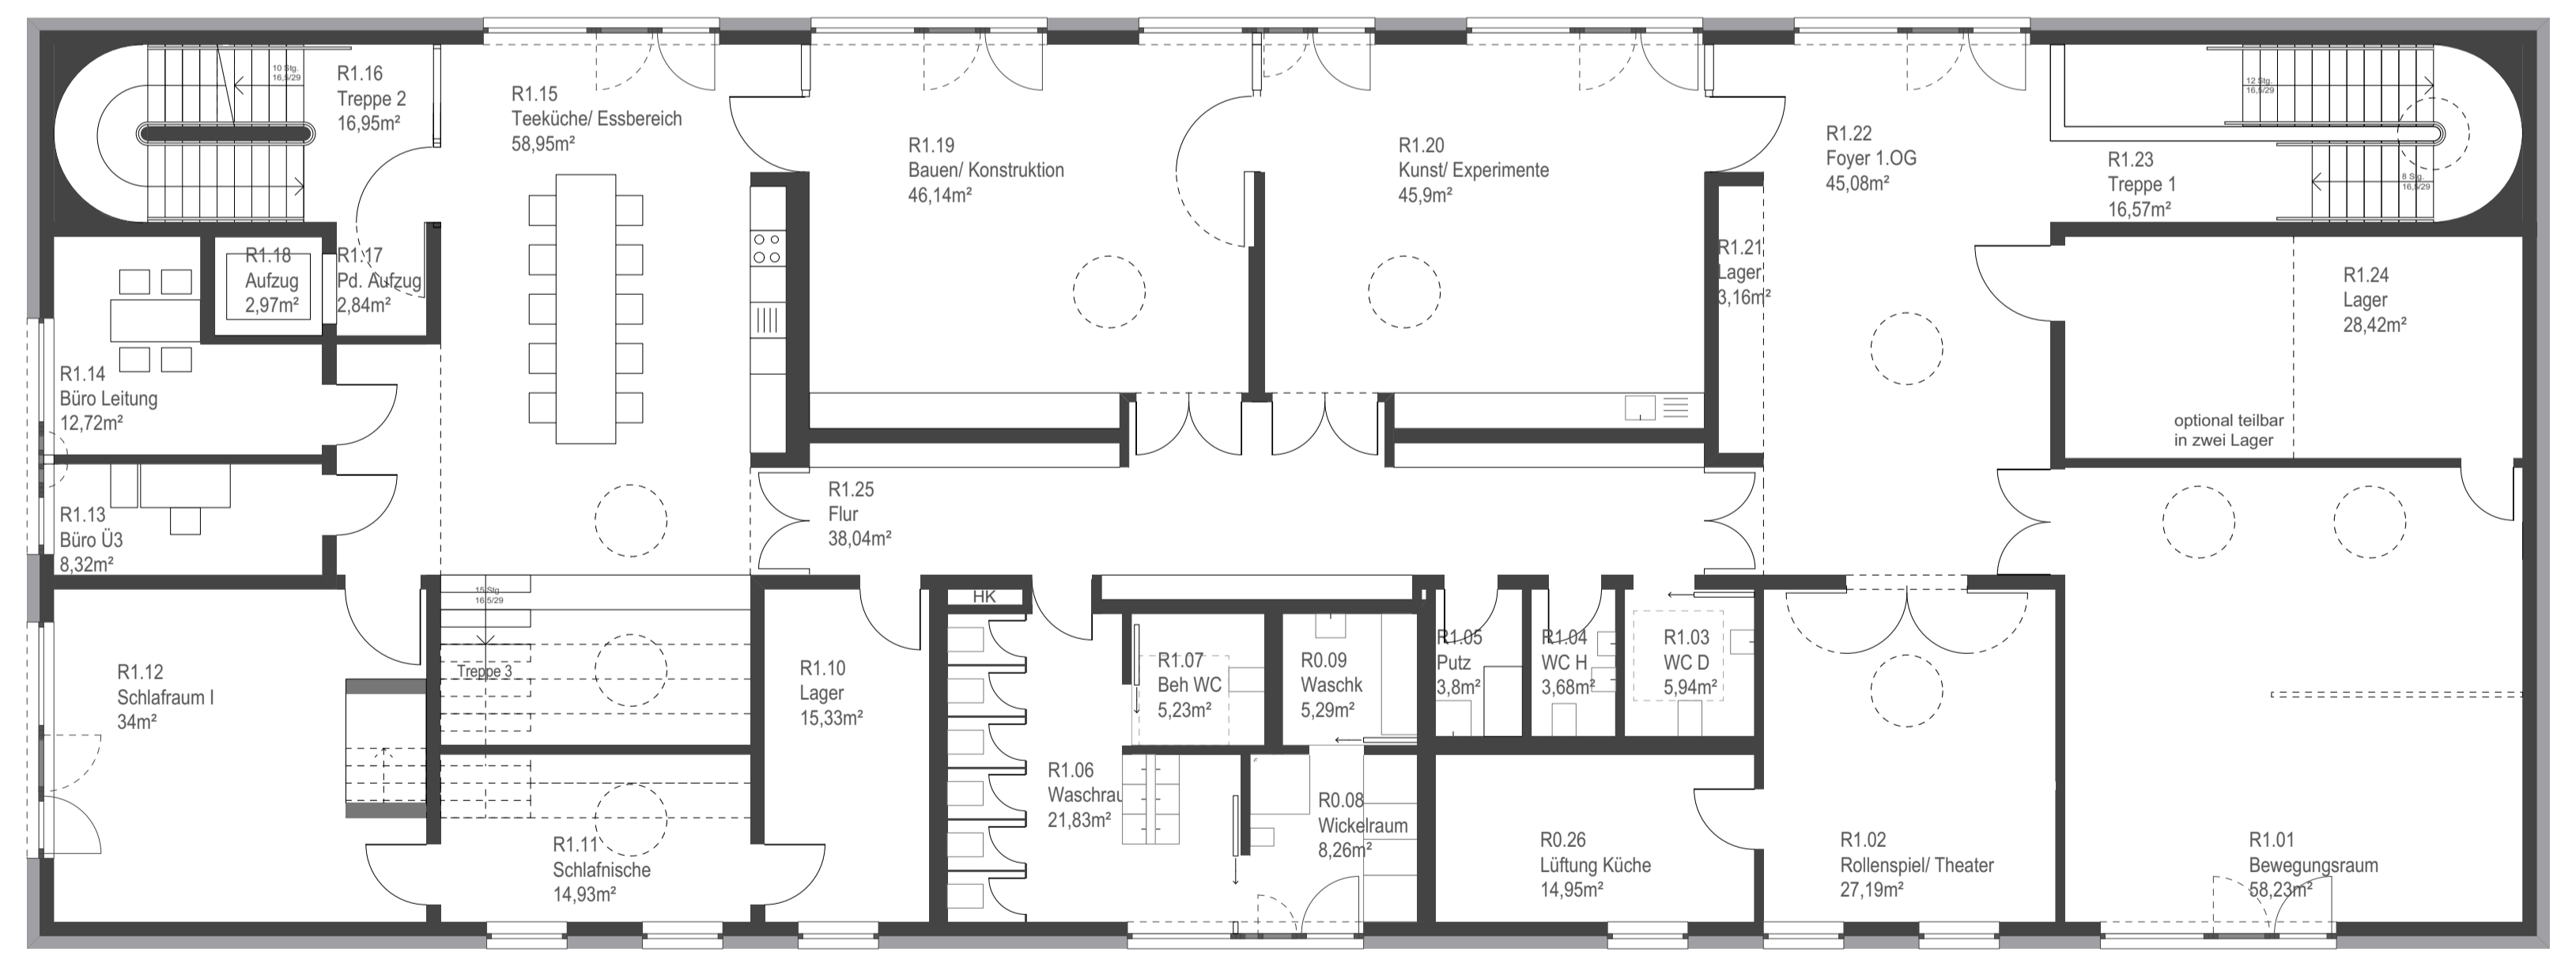 10 Stg.
16,5/29
R1.16
Treppe 2
16,95m²
R1.15
Teeküche/ Essbereich
58,95m²
R1.19
Bauen/ Konstruktion
46,14m²
R1.20
Kunst/ Experimente
45,9m²
R1.22
Foyer 1.OG
45,08m²
12 Stg.
16,5/29
R1.23
Treppe 1
16,57m²
8 Stg.
16,5/29
R1.18
Aufzug
2,97m²
R1.17
Pd. Aufzug
2,84m²
R1.21
Lager
3,16m²
R1.24
Lager
28,42m²
optional teilbar
in zwei Lager
R1.14
Büro Leitung
12,72m²
R1.13
Büro Ü3
8,32m²
R1.25
Flur
38,04m²
15 Stg.
16,5/29
Treppe 3
HK
R1.12
Schlafraum I
34m²
R1.10
Lager
15,33m²
R1.07
Beh WC
5,23m²
R0.09
Waschk
5,29m²
R1.05
Putz
3,8m²
R1.04
WC H
3,68m²
R1.03
WC D
5,94m²
R1.11
Schlafnische
14,93m²
R1.06
Waschrau
21,83m²
R0.08
Wickelraum
8,26m²
R0.26
Lüftung Küche
14,95m²
R1.02
Rollenspiel/ Theater
27,19m²
R1.01
Bewegungsraum
58,23m²